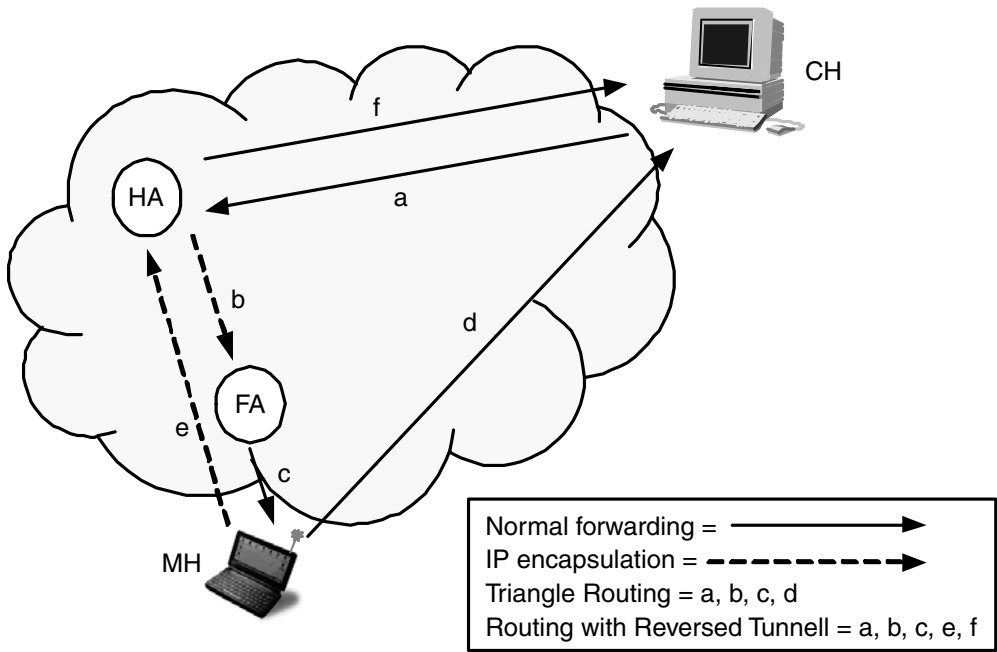 CH
f
HA
a
b
d
FA
e
c
MH
Normal forwarding =
IP encapsulation =
Triangle Routing = a, b, c, d
Routing with Reversed Tunnell = a, b, c, e, f